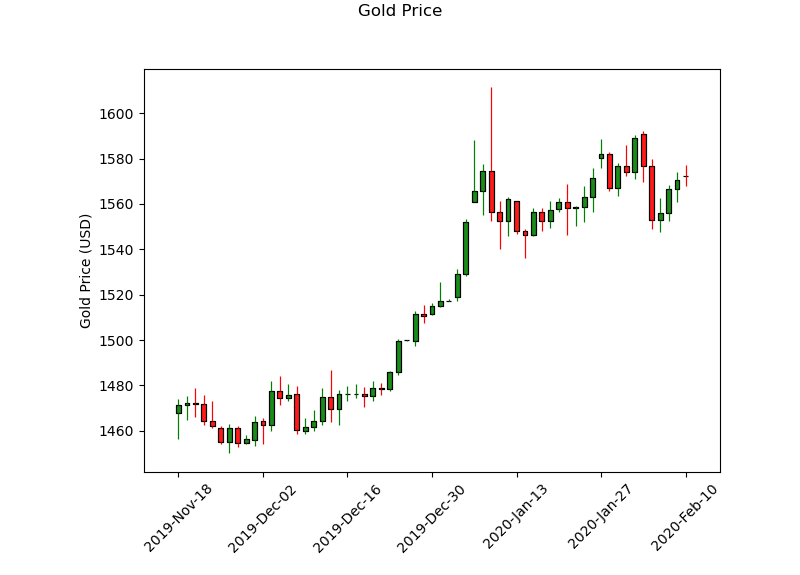 Gold Price
Gold Price (USD)
1600
1580
1560
1540
1520
1500
1480
1460
2019-Nov-18
2019-Dec-02
2019-Dec-16
2019-Dec-30
2020-Jan-13
2020-Jan-27
2020-Feb-10